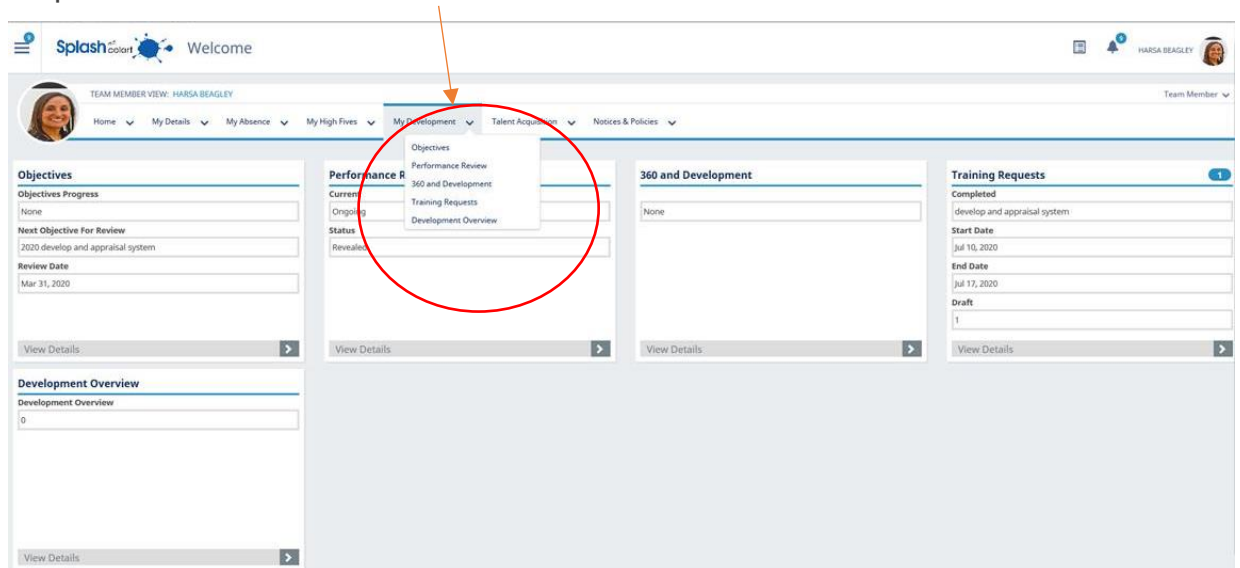 Splash of color! Welcome
HARSA BEAGLEY
TEAM MEMBER VIEW: HARSA BEAGLEY
Team Member
Home My Details My Absence My High Fives My Development Talent Acquisition Notices & Policies
Objectives
Performance Review
360 and Development
Training Requests
Development Overview
Objectives
Objectives Progress
None
Next Objective For Review
2020 develop and appraisal system
Review Date
Mar 31, 2020
View Details
Performance R
Current
Ongoing
Status
Revealed
View Details
360 and Development
None
View Details
Training Requests 1
Completed
develop and appraisal system
Start Date
Jul 10, 2020
End Date
Jul 17, 2020
Draft
1
View Details
Development Overview
Development Overview
0
View Details